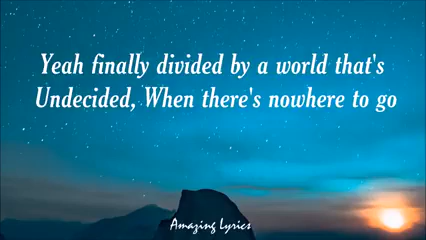 Yeah finally divided by a world that's
Undecided, When there's nowhere to go
Amazing Lyrics